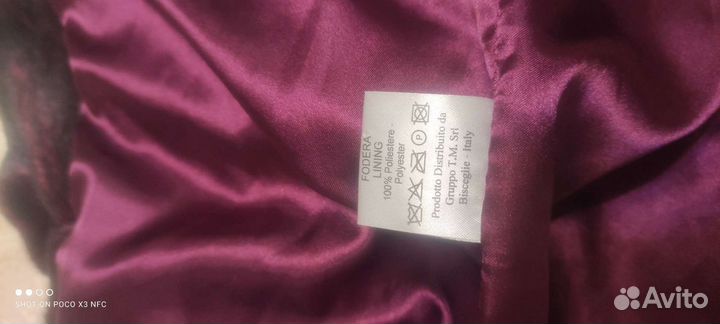 FODERA
LINING
100% Poliestere -
Polyester
P
Prodotto Distribuito da
Gruppo T.M. Srl
Bisceglie - Italy
SHOT ON POCO X3 NFC
Avito